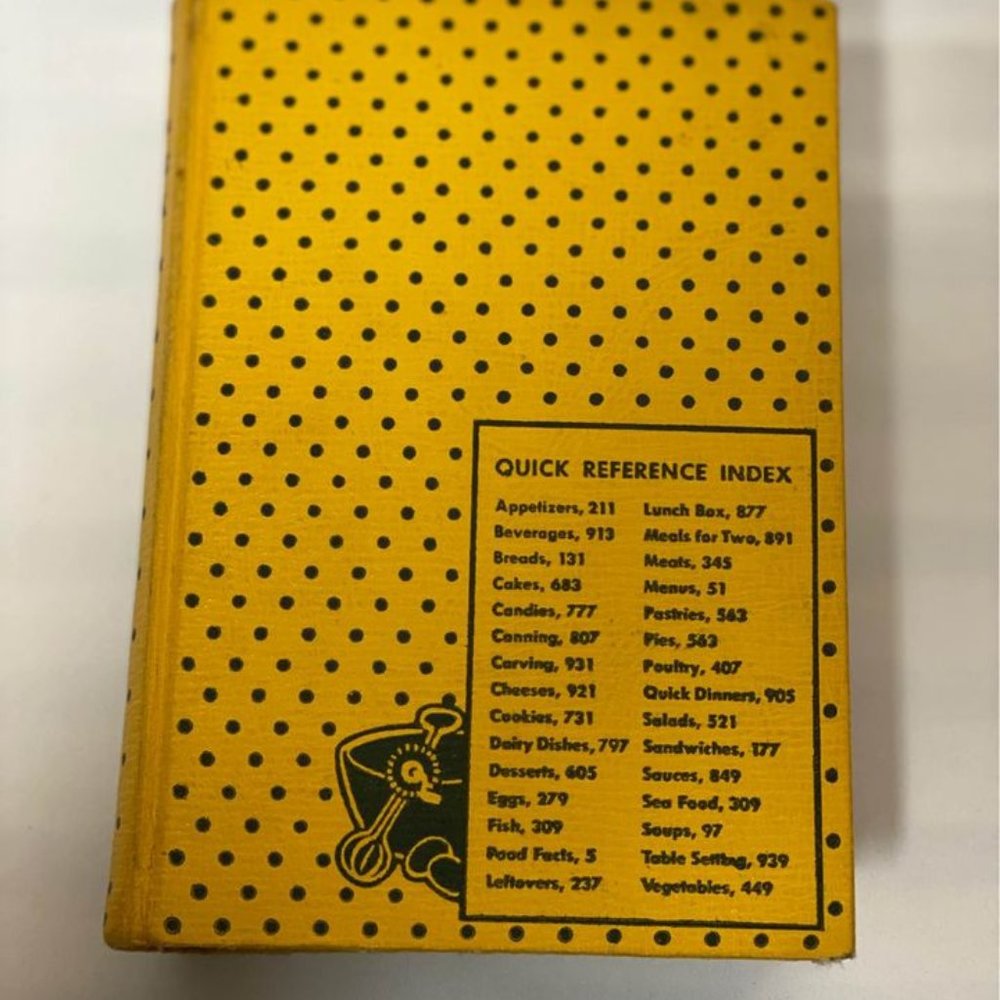 QUICK REFERENCE INDEX
Appetizers, 211
Beverages, 913
Breads, 131
Cakes, 683
Candies, 777
Canning, 807
Carving, 931
Cheeses, 921
Cookies, 731
Dairy Dishes, 797
Desserts, 605
Eggs, 279
Fish, 309
Food Facts, 5
Leftovers, 237
Lunch Box, 877
Meals for Two, 891
Meats, 345
Menus, 51
Pastries, 563
Pies, 563
Poultry, 407
Quick Dinners, 905
Salads, 521
Sandwiches, 177
Sauces, 849
Sea Food, 309
Soups, 97
Table Setting, 939
Vegetables, 449